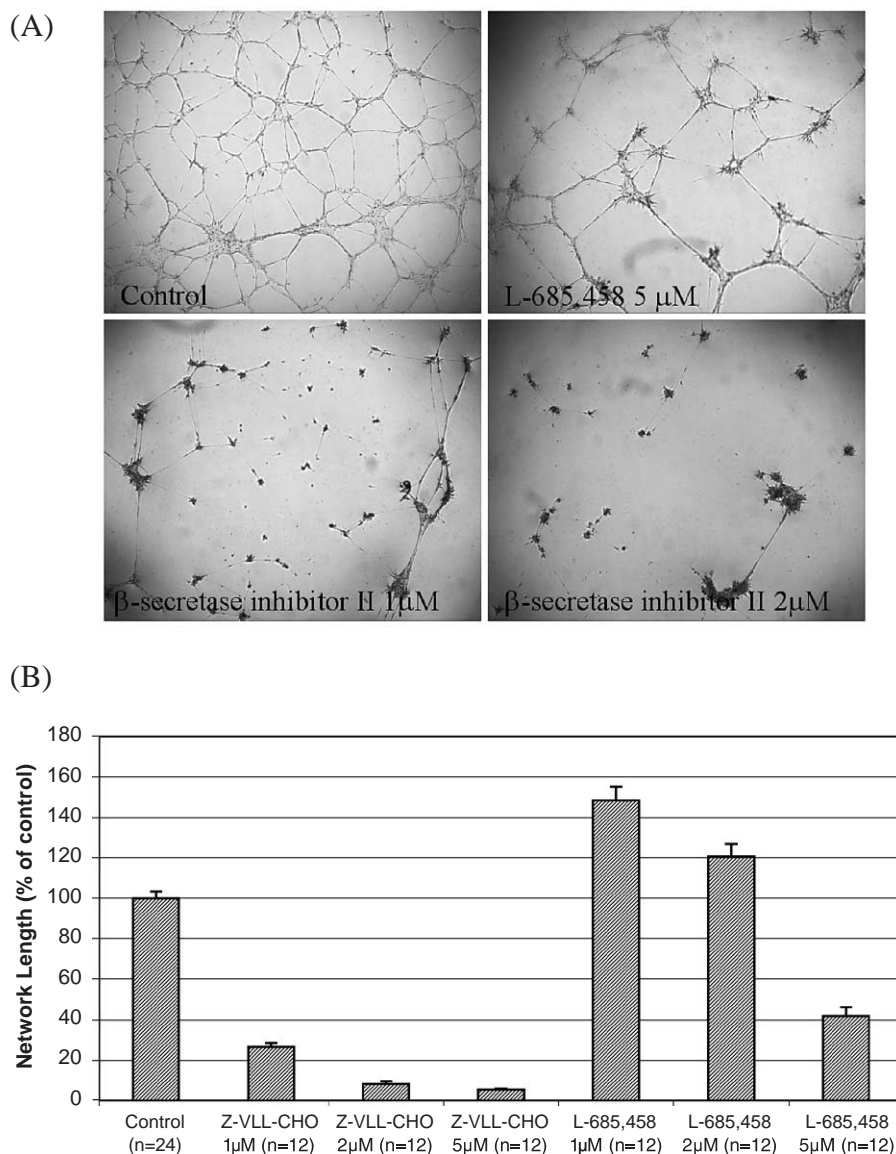 (A)
Control
L-685,458 5 μM
β-secretase inhibitor II 1μM
β-secretase inhibitor II 2μM
(B)
Network Length (% of control)
180
160
140
120
100
80
60
40
20
0
Control
(n=24)
Z-VLL-CHO
1μM (n=12)
Z-VLL-CHO
2μM (n=12)
Z-VLL-CHO
5μM (n=12)
L-685,458
1μM (n=12)
L-685,458
2μM (n=12)
L-685,458
5μM (n=12)